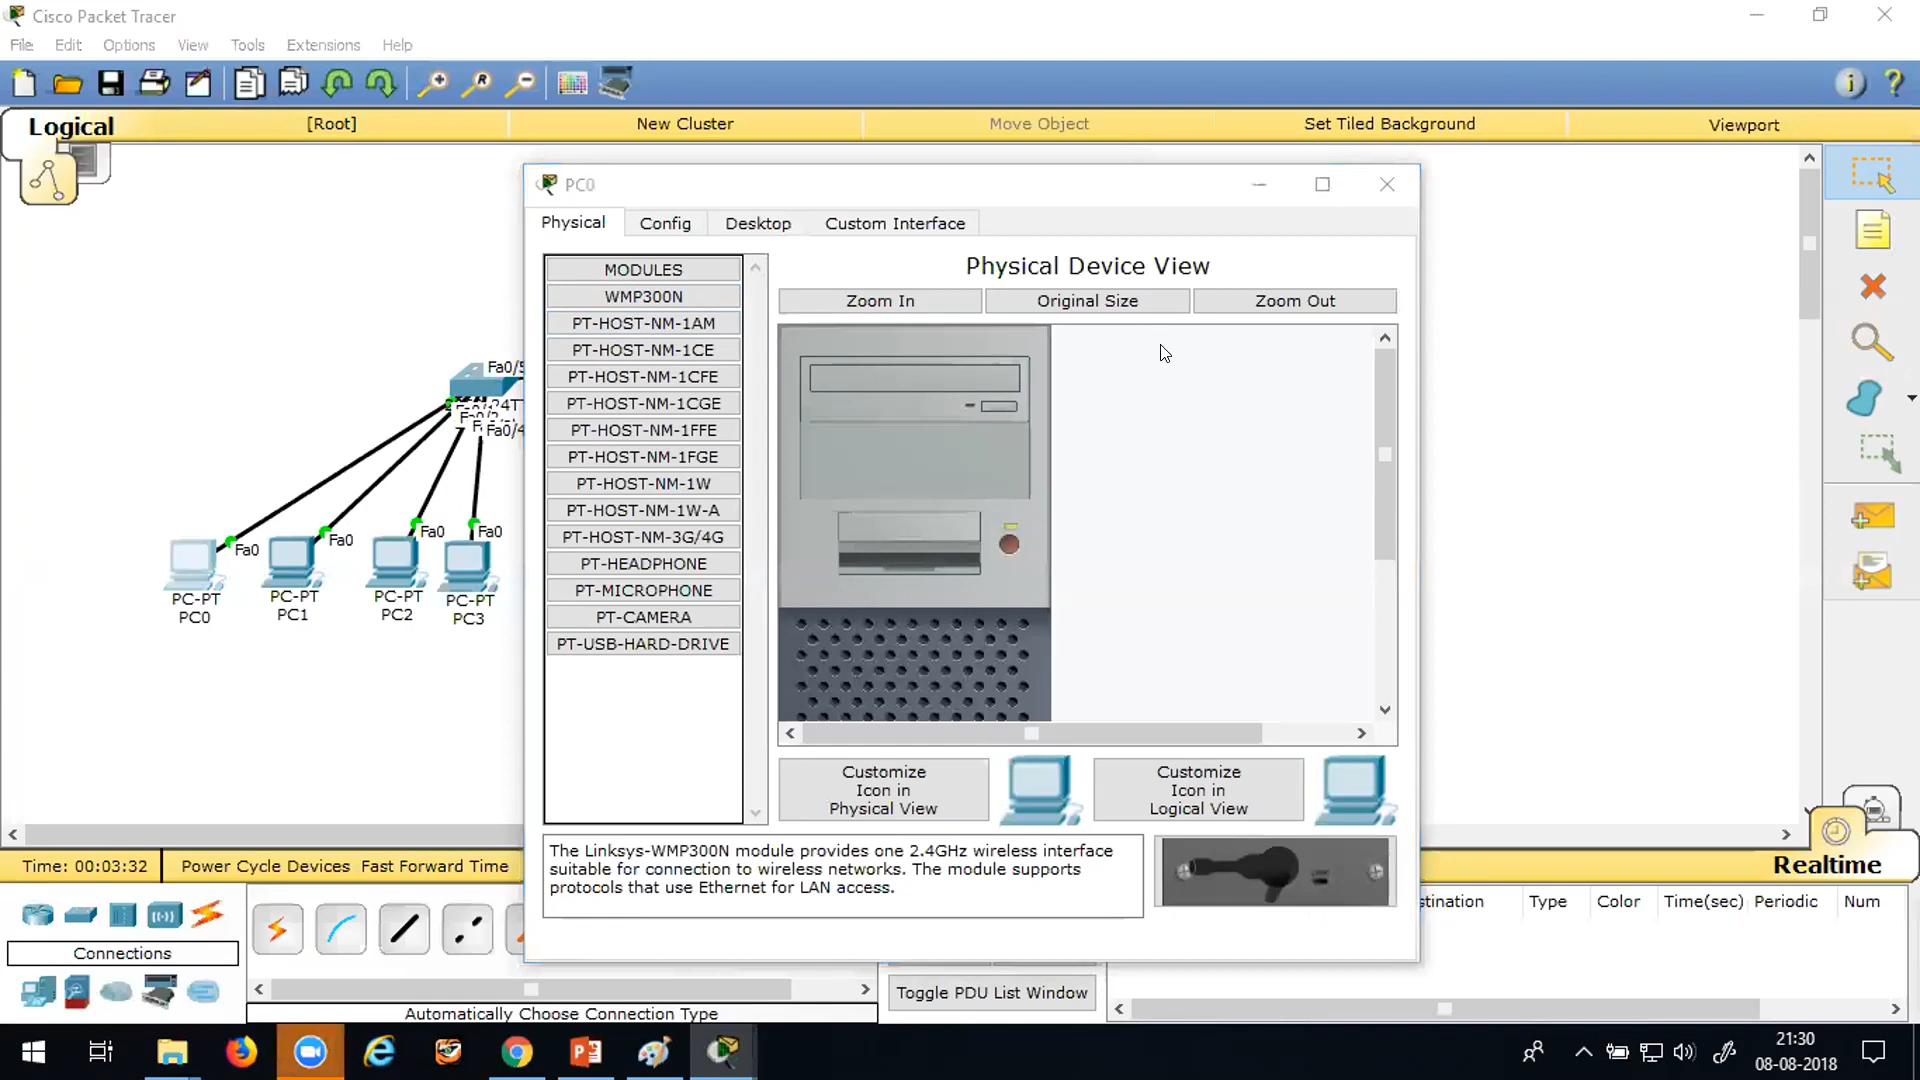 Cisco Packet Tracer
File Edit Options View Tools Extensions Help
Logical [Root] New Cluster Move Object Set Tiled Background Viewport
PC0
Physical Config Desktop Custom Interface
MODULES
WMP300N
PT-HOST-NM-1AM
PT-HOST-NM-1CE
PT-HOST-NM-1CFE
PT-HOST-NM-1CGE
PT-HOST-NM-1FFE
PT-HOST-NM-1FGE
PT-HOST-NM-1W
PT-HOST-NM-1W-A
PT-HOST-NM-3G/4G
PT-HEADPHONE
PT-MICROPHONE
PT-CAMERA
PT-USB-HARD-DRIVE
Physical Device View
Zoom In Original Size Zoom Out
Customize
Icon in
Physical View
Customize
Icon in
Logical View
The Linksys-WMP300N module provides one 2.4GHz wireless interface
suitable for connection to wireless networks. The module supports
protocols that use Ethernet for LAN access.
Fa0/5
Fa0/4
Fa0
Fa0
Fa0
Fa0
PC-PT
PC0
PC-PT
PC1
PC-PT
PC2
PC-PT
PC3
Time: 00:03:32 Power Cycle Devices Fast Forward Time Realtime
Connections
Automatically Choose Connection Type
Toggle PDU List Window
stination Type Color Time(sec) Periodic Num
21:30
08-08-2018